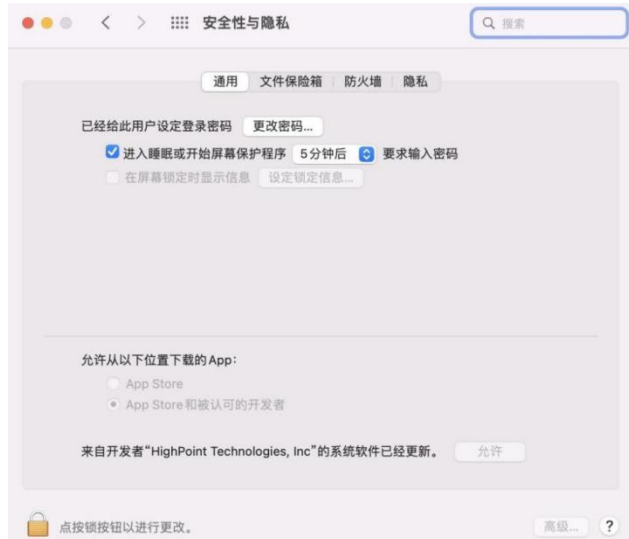 安全性与隐私
搜索
通用 文件保险箱 防火墙 隐私
已经给此用户设定登录密码 更改密码...
进入睡眠或开始屏幕保护程序 5分钟后 要求输入密码
在屏幕锁定时显示信息 设定锁定信息...
允许从以下位置下载的App:
App Store
App Store和被认可的开发者
来自开发者“HighPoint Technologies, Inc”的系统软件已经更新。 允许
点按锁按钮以进行更改。 高级... ?